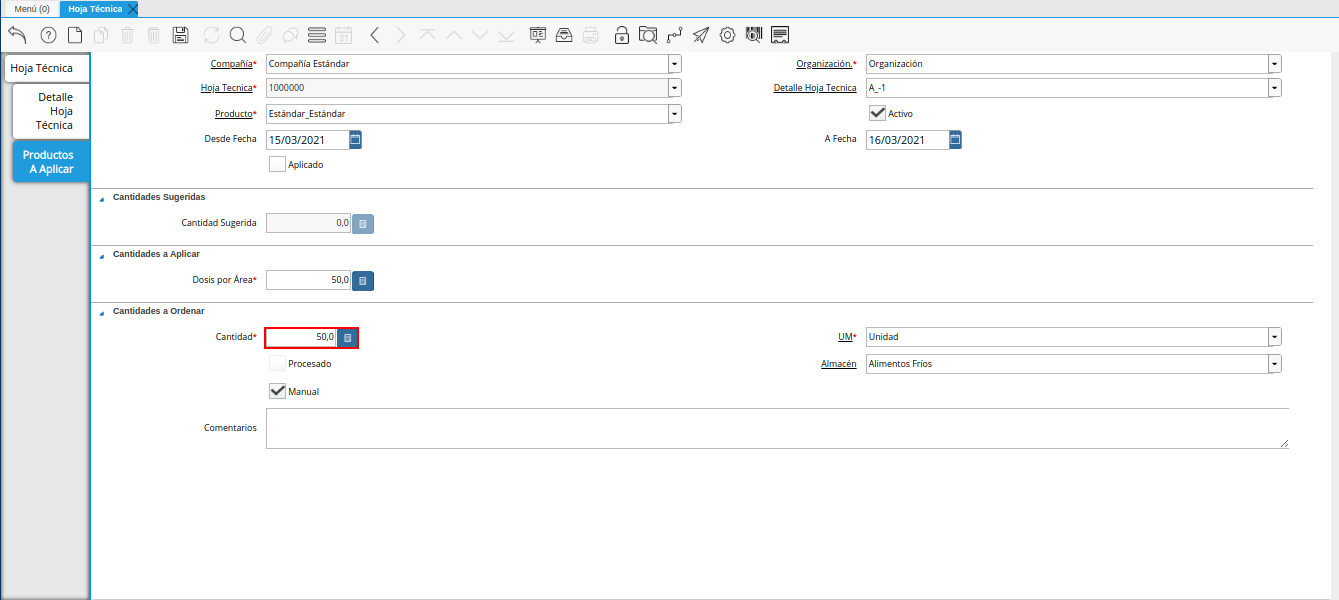 Menú (0) Hoja Técnica
Hoja Técnica
Detalle
Hoja
Técnica
Productos
A Aplicar
Compañía* Compañía Estándar Organización.* Organización
Hoja Tecnica* 1000000 Detalle Hoja Tecnica A_-1
Producto* Estándar_Estándar Activo
Desde Fecha 15/03/2021 A Fecha 16/03/2021
Aplicado
Cantidades Sugeridas
Cantidad Sugerida 0,0
Cantidades a Aplicar
Dosis por Área* 50,0
Cantidades a Ordenar
Cantidad* 50,0 UM* Unidad
Procesado Almacén Alimentos Fríos
Manual
Comentarios